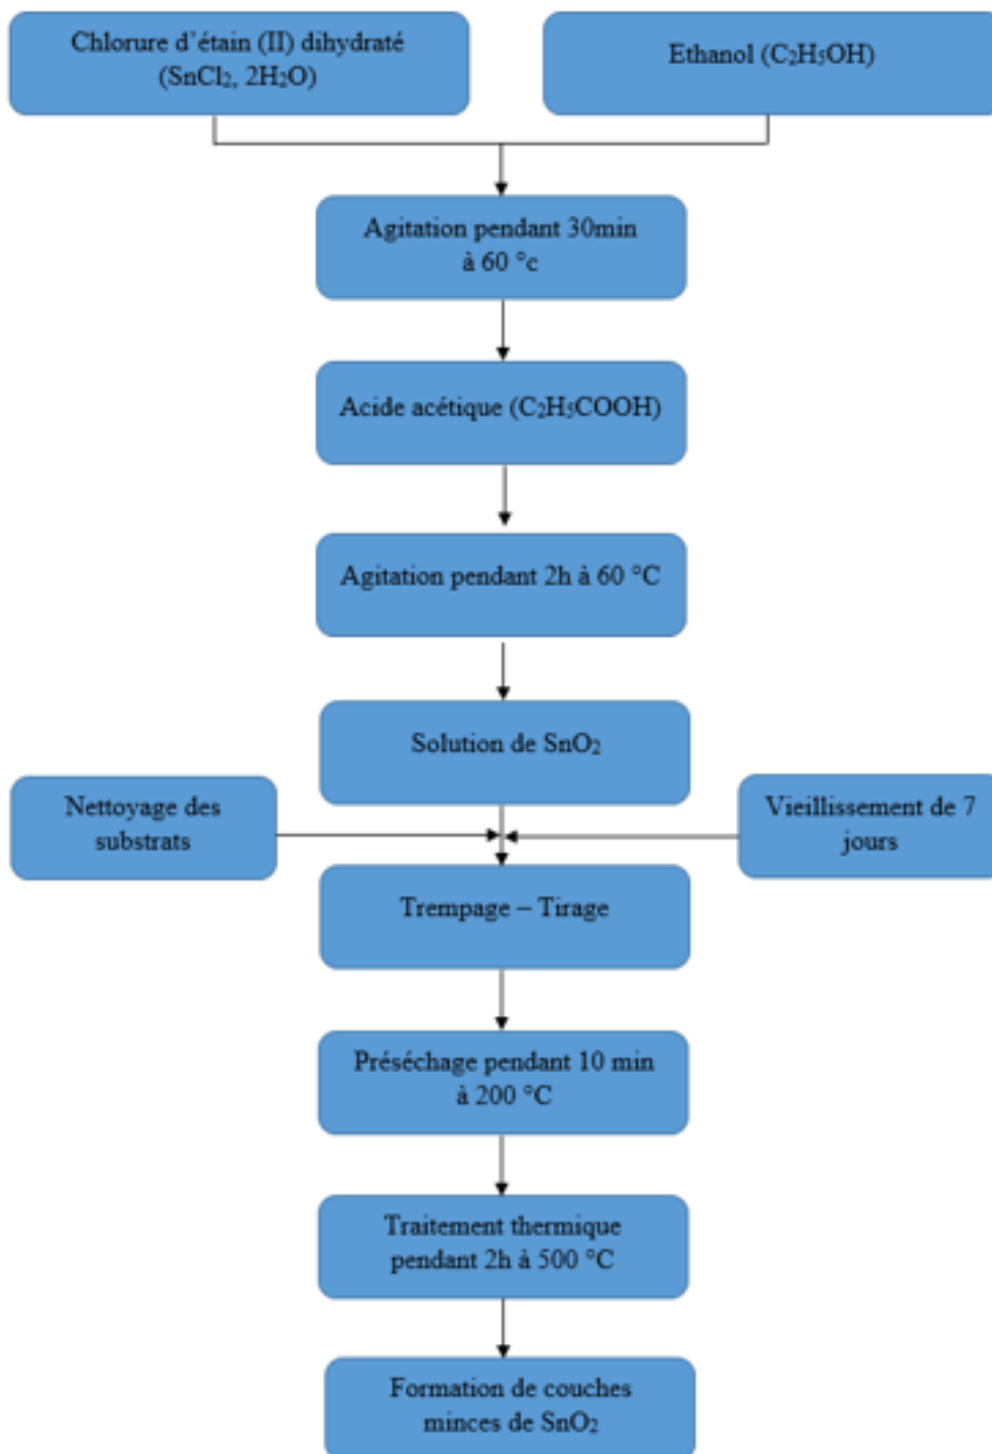 Chlorure d’étain (II) dihydraté
(SnCl₂, 2H₂O)
Ethanol (C₂H₅OH)
Agitation pendant 30min
à 60 °c
Acide acétique (C₂H₅COOH)
Agitation pendant 2h à 60 °C
Solution de SnO₂
Nettoyage des
substrats
Vieillissement de 7
jours
Trempage – Tirage
Préséchage pendant 10 min
à 200 °C
Traitement thermique
pendant 2h à 500 °C
Formation de couches
minces de SnO₂